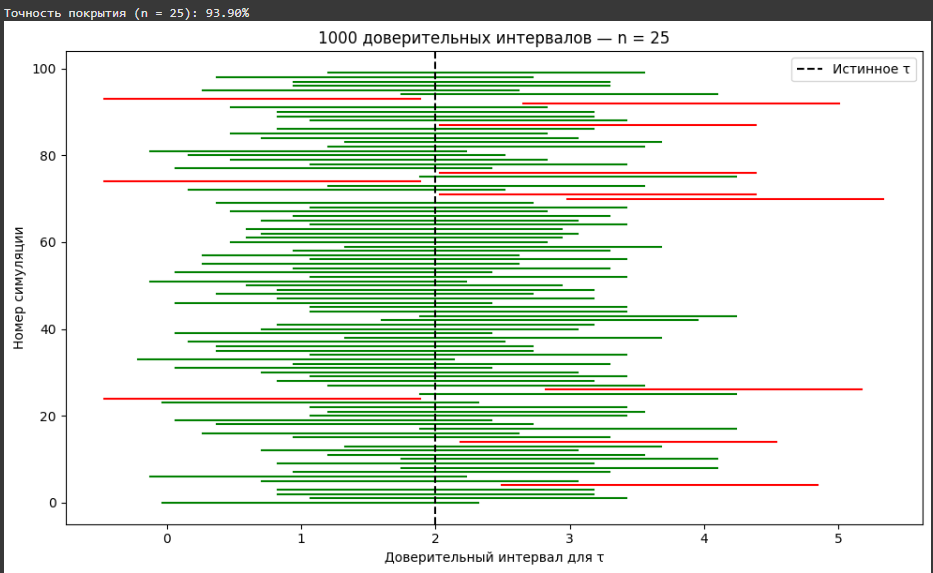 Точность покрытия (n = 25): 93.90%
1000 доверительных интервалов — n = 25
Истинное τ
100
80
60
40
20
0
Номер симуляции
0 1 2 3 4 5
Доверительный интервал для τ